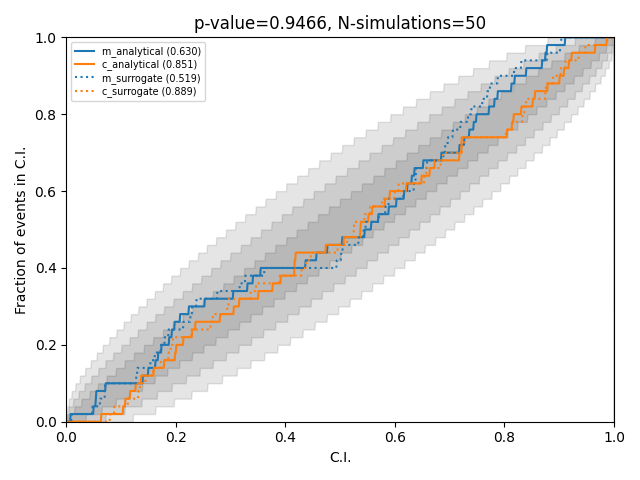 p-value=0.9466, N-simulations=50
m_analytical (0.630)
c_analytical (0.851)
m_surrogate (0.519)
c_surrogate (0.889)
Fraction of events in C.I.
1.0
0.8
0.6
0.4
0.2
0.0
0.0 0.2 0.4 0.6 0.8 1.0
C.I.